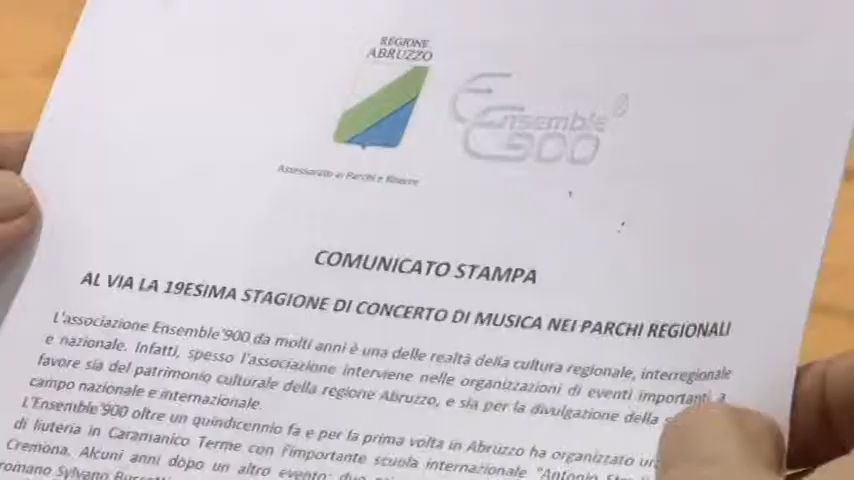 REGIONE
ABRUZZO
Ensemble®
900
Assessorato ai Parchi e Riserve
COMUNICATO STAMPA
AL VIA LA 19ESIMA STAGIONE DI CONCERTO DI MUSICA NEI PARCHI REGIONALI
L'associazione Ensemble'900 da molti anni è una delle realtà della cultura regionale, interregionale
e nazionale. Infatti, spesso l'associazione interviene nelle organizzazioni di eventi importanti a
favore sia del patrimonio culturale della regione Abruzzo, e sia per la divulgazione della
campo nazionale e internazionale.
L'Ensemble'900 oltre un quindicennio fa e per la prima volta in Abruzzo ha organizzato un
di liuteria in Caramanico Terme con l'importante scuola internazionale "Antonio
Cremona. Alcuni anni dopo un altro evento: due
romano Sylvano